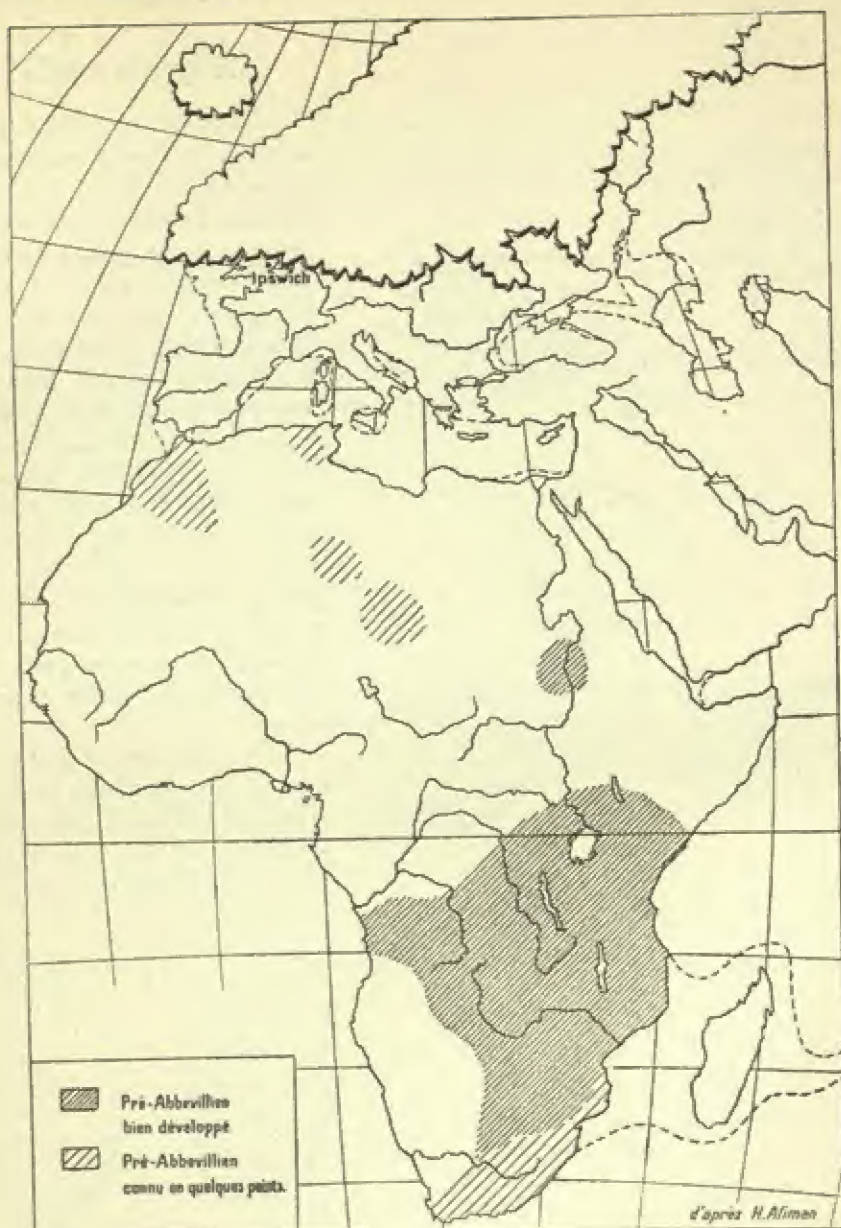 Ipswich
Pré-Abbevillien
bien développé
Pré-Abbevillien
connu en quelques points.
d'après H. Alimen